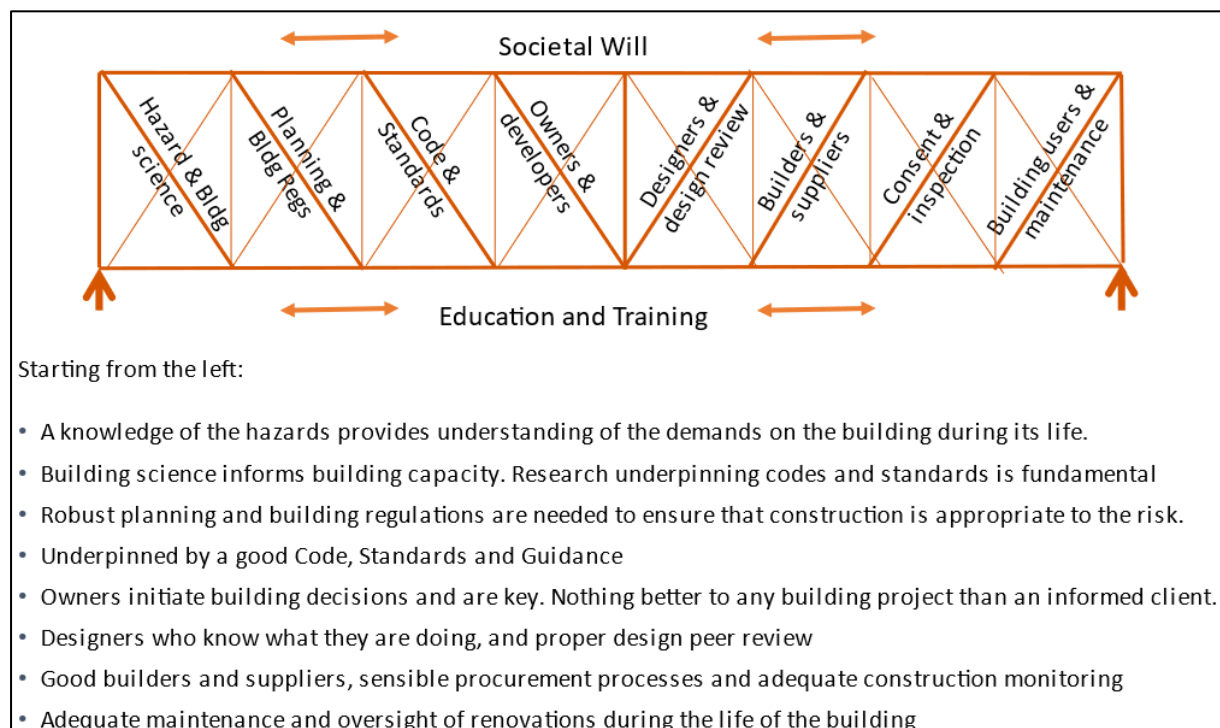 Societal Will
Hazard & Bldg
science
Planning &
Bldg Regs
Code &
Standards
Owners &
developers
Designers &
design review
Builders &
suppliers
Consent &
inspection
Building users &
maintenance
Education and Training
Starting from the left:
• A knowledge of the hazards provides understanding of the demands on the building during its life.
• Building science informs building capacity. Research underpinning codes and standards is fundamental
• Robust planning and building regulations are needed to ensure that construction is appropriate to the risk.
• Underpinned by a good Code, Standards and Guidance
• Owners initiate building decisions and are key. Nothing better to any building project than an informed client.
• Designers who know what they are doing, and proper design peer review
• Good builders and suppliers, sensible procurement processes and adequate construction monitoring
• Adequate maintenance and oversight of renovations during the life of the building